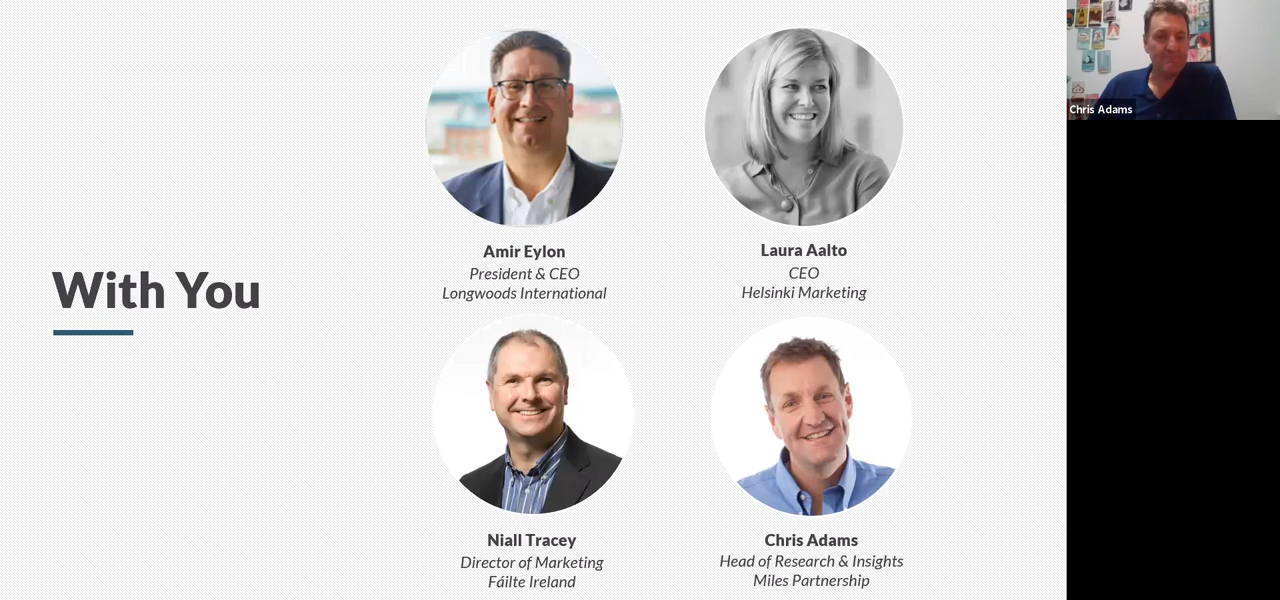 With You
Amir Eylon
President & CEO
Longwoods International
Laura Aalto
CEO
Helsinki Marketing
Niall Tracey
Director of Marketing
Fáilte Ireland
Chris Adams
Head of Research & Insights
Miles Partnership
Chris Adams